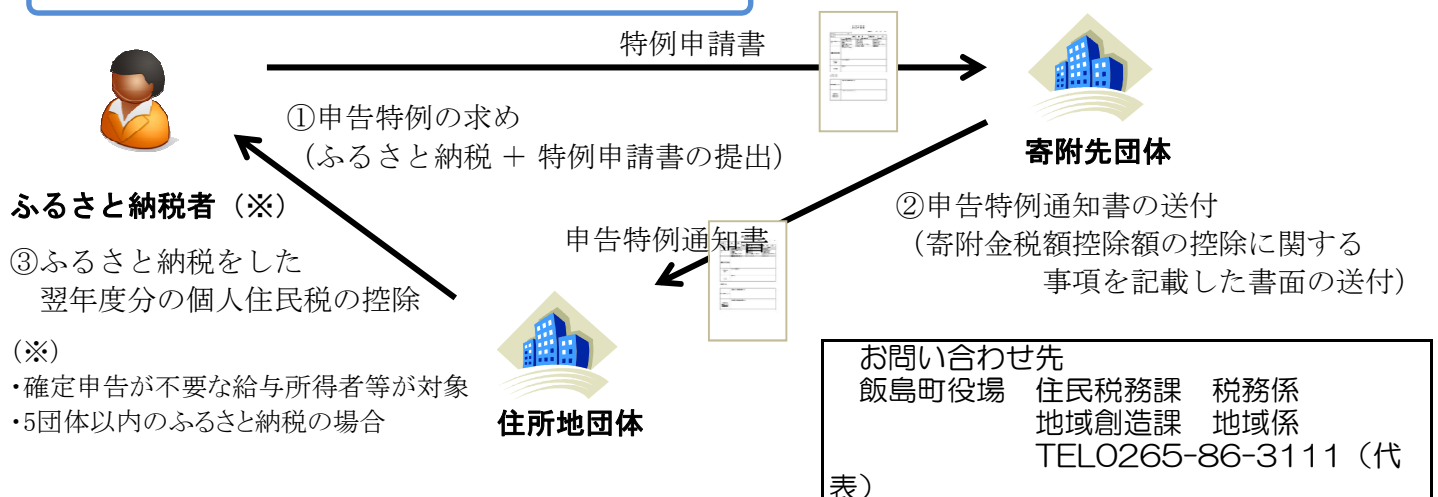 特例申請書
①申告特例の求め
(ふるさと納税 + 特例申請書の提出)
ふるさと納税者(※)
寄附先団体
②申告特例通知書の送付
(寄附金税額控除額の控除に関する
事項を記載した書面の送付)
申告特例通知書
③ふるさと納税をした
翌年度分の個人住民税の控除
(※)
・確定申告が不要な給与所得者等が対象
・5団体以内のふるさと納税の場合
住所地団体
お問い合わせ先
飯島町役場 住民税務課 税務係
地域創造課 地域係
TEL0265-86-3111(代
表)